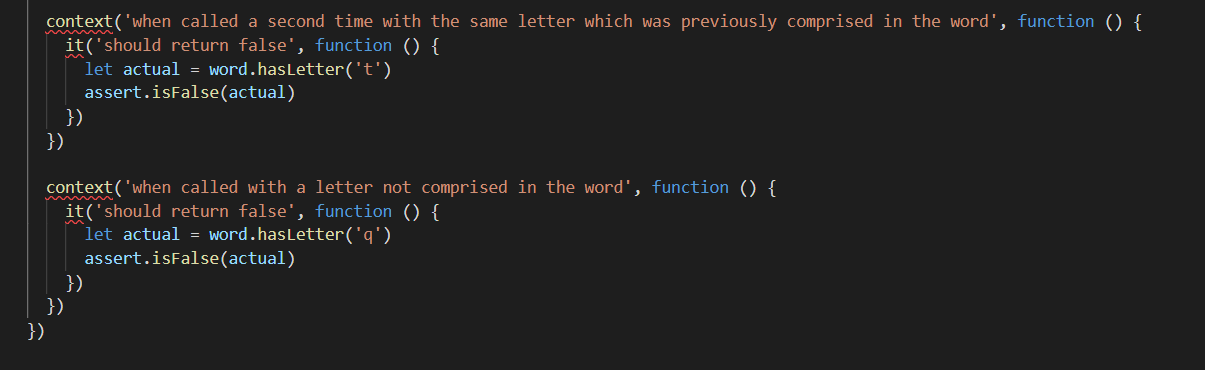 context('when called a second time with the same letter which was previously comprised in the word', function () {
it('should return false', function () {
let actual = word.hasLetter('t')
assert.isFalse(actual)
})
})
context('when called with a letter not comprised in the word', function () {
it('should return false', function () {
let actual = word.hasLetter('q')
assert.isFalse(actual)
})
})
})